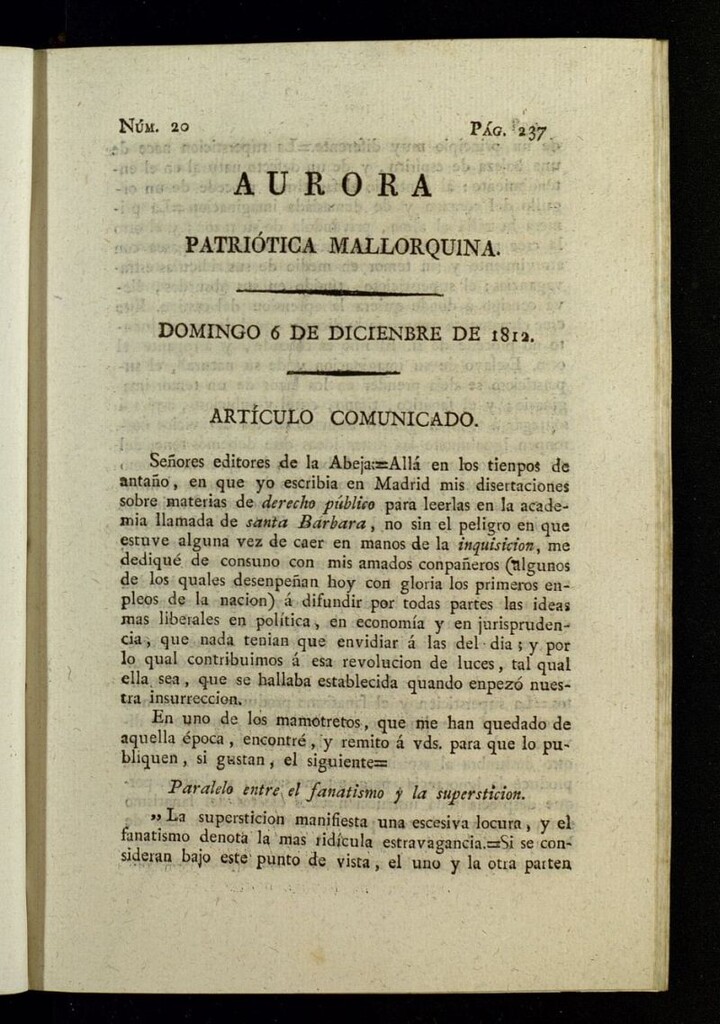 NÚM. 20 PÁG. 237
AURORA
PATRIÓTICA MALLORQUINA.
DOMINGO 6 DE DICIENBRE DE 1812.
ARTÍCULO COMUNICADO.
Señores editores de la Abeja:=Allá en los tienpos de
antaño, en que yo escribia en Madrid mis disertaciones
sobre materias de derecho público para leerlas en la acade-
mia llamada de santa Bárbara, no sin el peligro en que
estuve alguna vez de caer en manos de la inquisicion, me
dediqué de consuno con mis amados conpañeros (algunos
de los quales desenpeñan hoy con gloria los primeros en-
pleos de la nacion) á difundir por todas partes las ideas
mas liberales en política, en economía y en jurispruden-
cia, que nada tenian que envidiar á las del dia; y por
lo qual contribuimos á esa revolucion de luces, tal qual
ella sea, que se hallaba establecida quando enpezó nues-
tra insurreccion.
En uno de los mamotretos, que me han quedado de
aquella época, encontré, y remito á vds. para que lo pu-
bliquen, si gustan, el siguiente=
Paralelo entre el fanatismo y la supersticion.
„La supersticion manifiesta una escesiva locura, y el
fanatismo denota la mas ridícula estravagancia.=Si se con-
sideran bajo este punto de vista, el uno y la otra parten